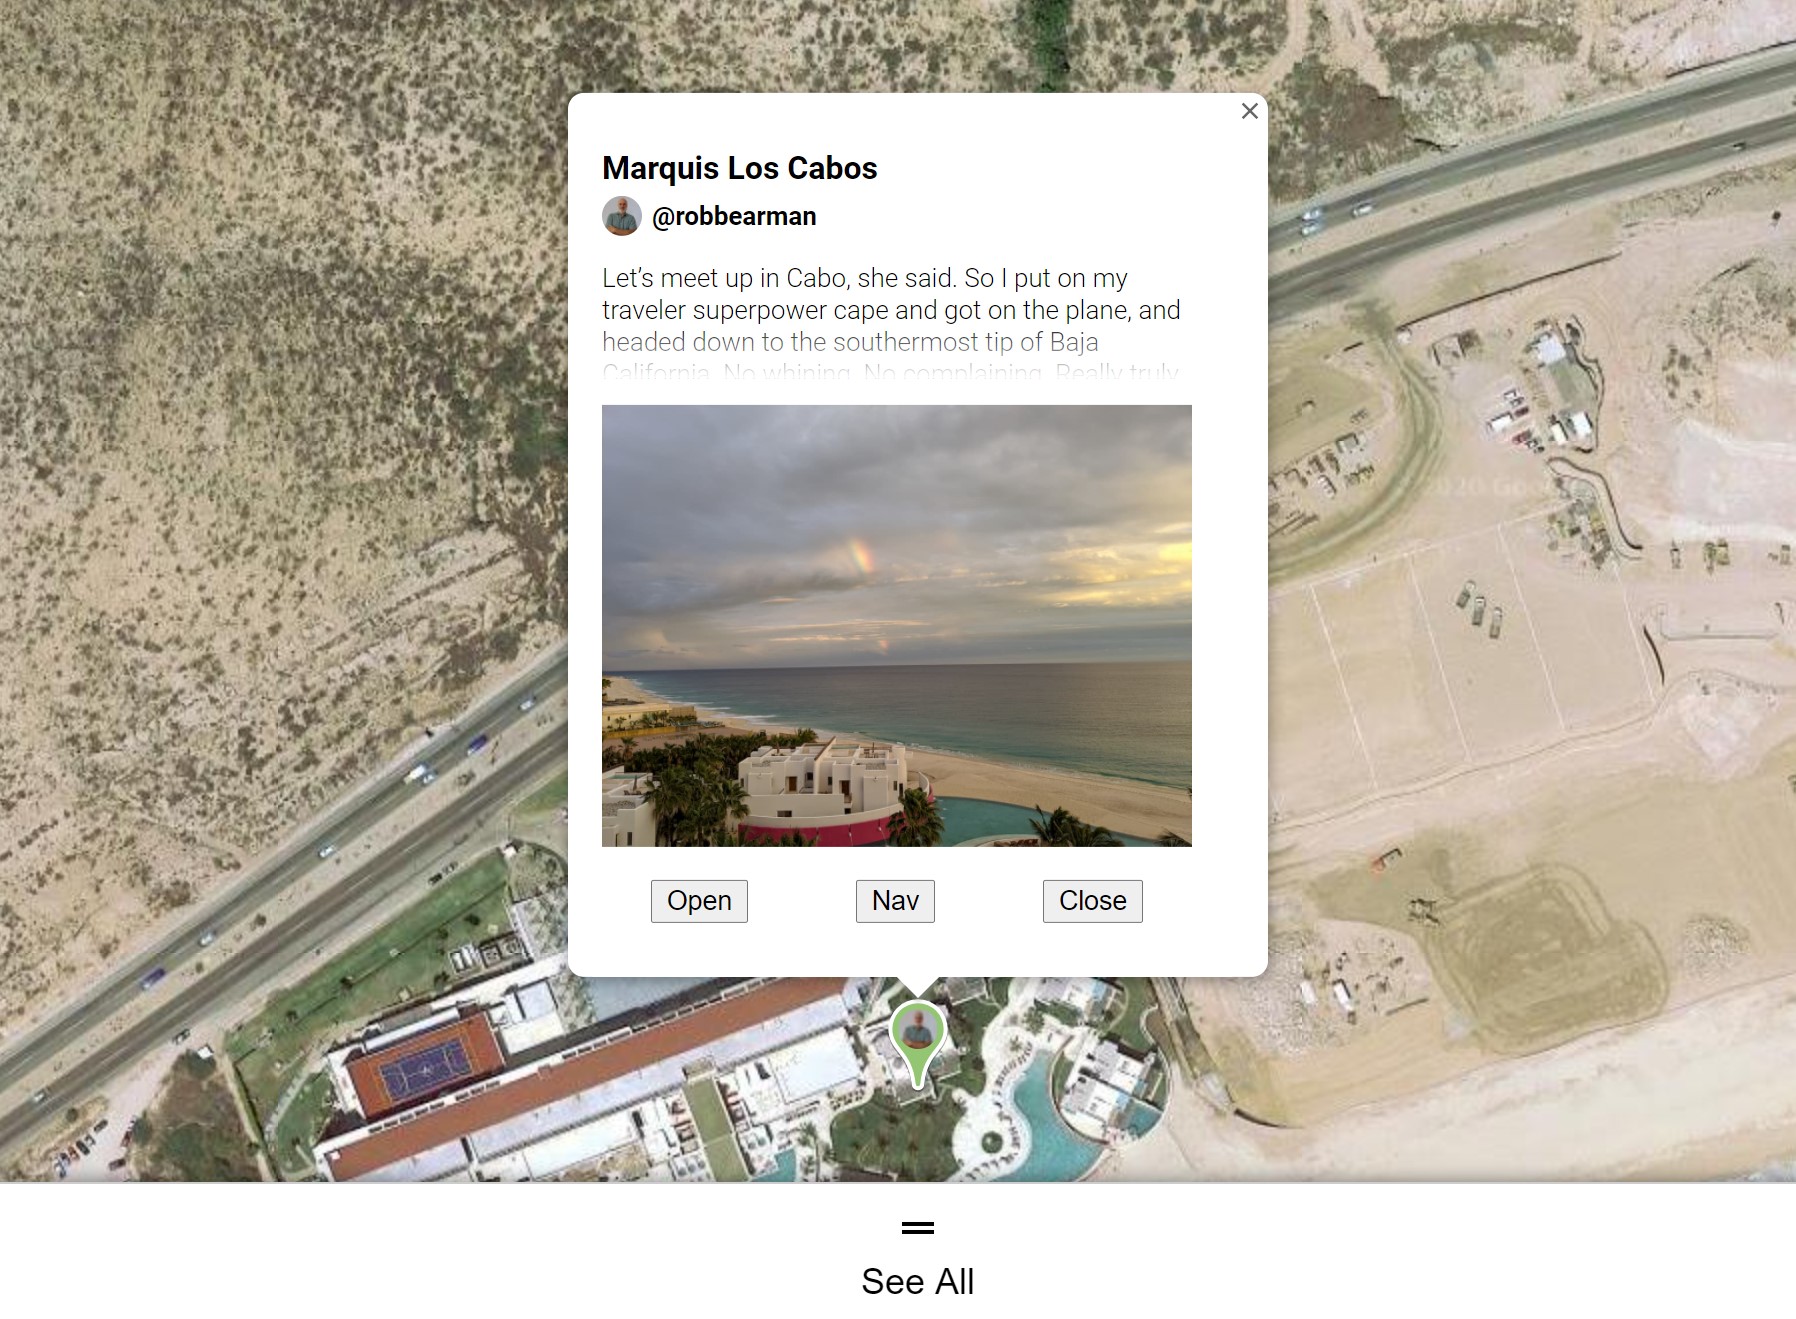 Marquis Los Cabos
@robbearman
Let’s meet up in Cabo, she said. So I put on my
traveler superpower cape and got on the plane, and
headed down to the southermost tip of Baja
California. No whining. No complaining. Really truly
Open
Nav
Close
See All